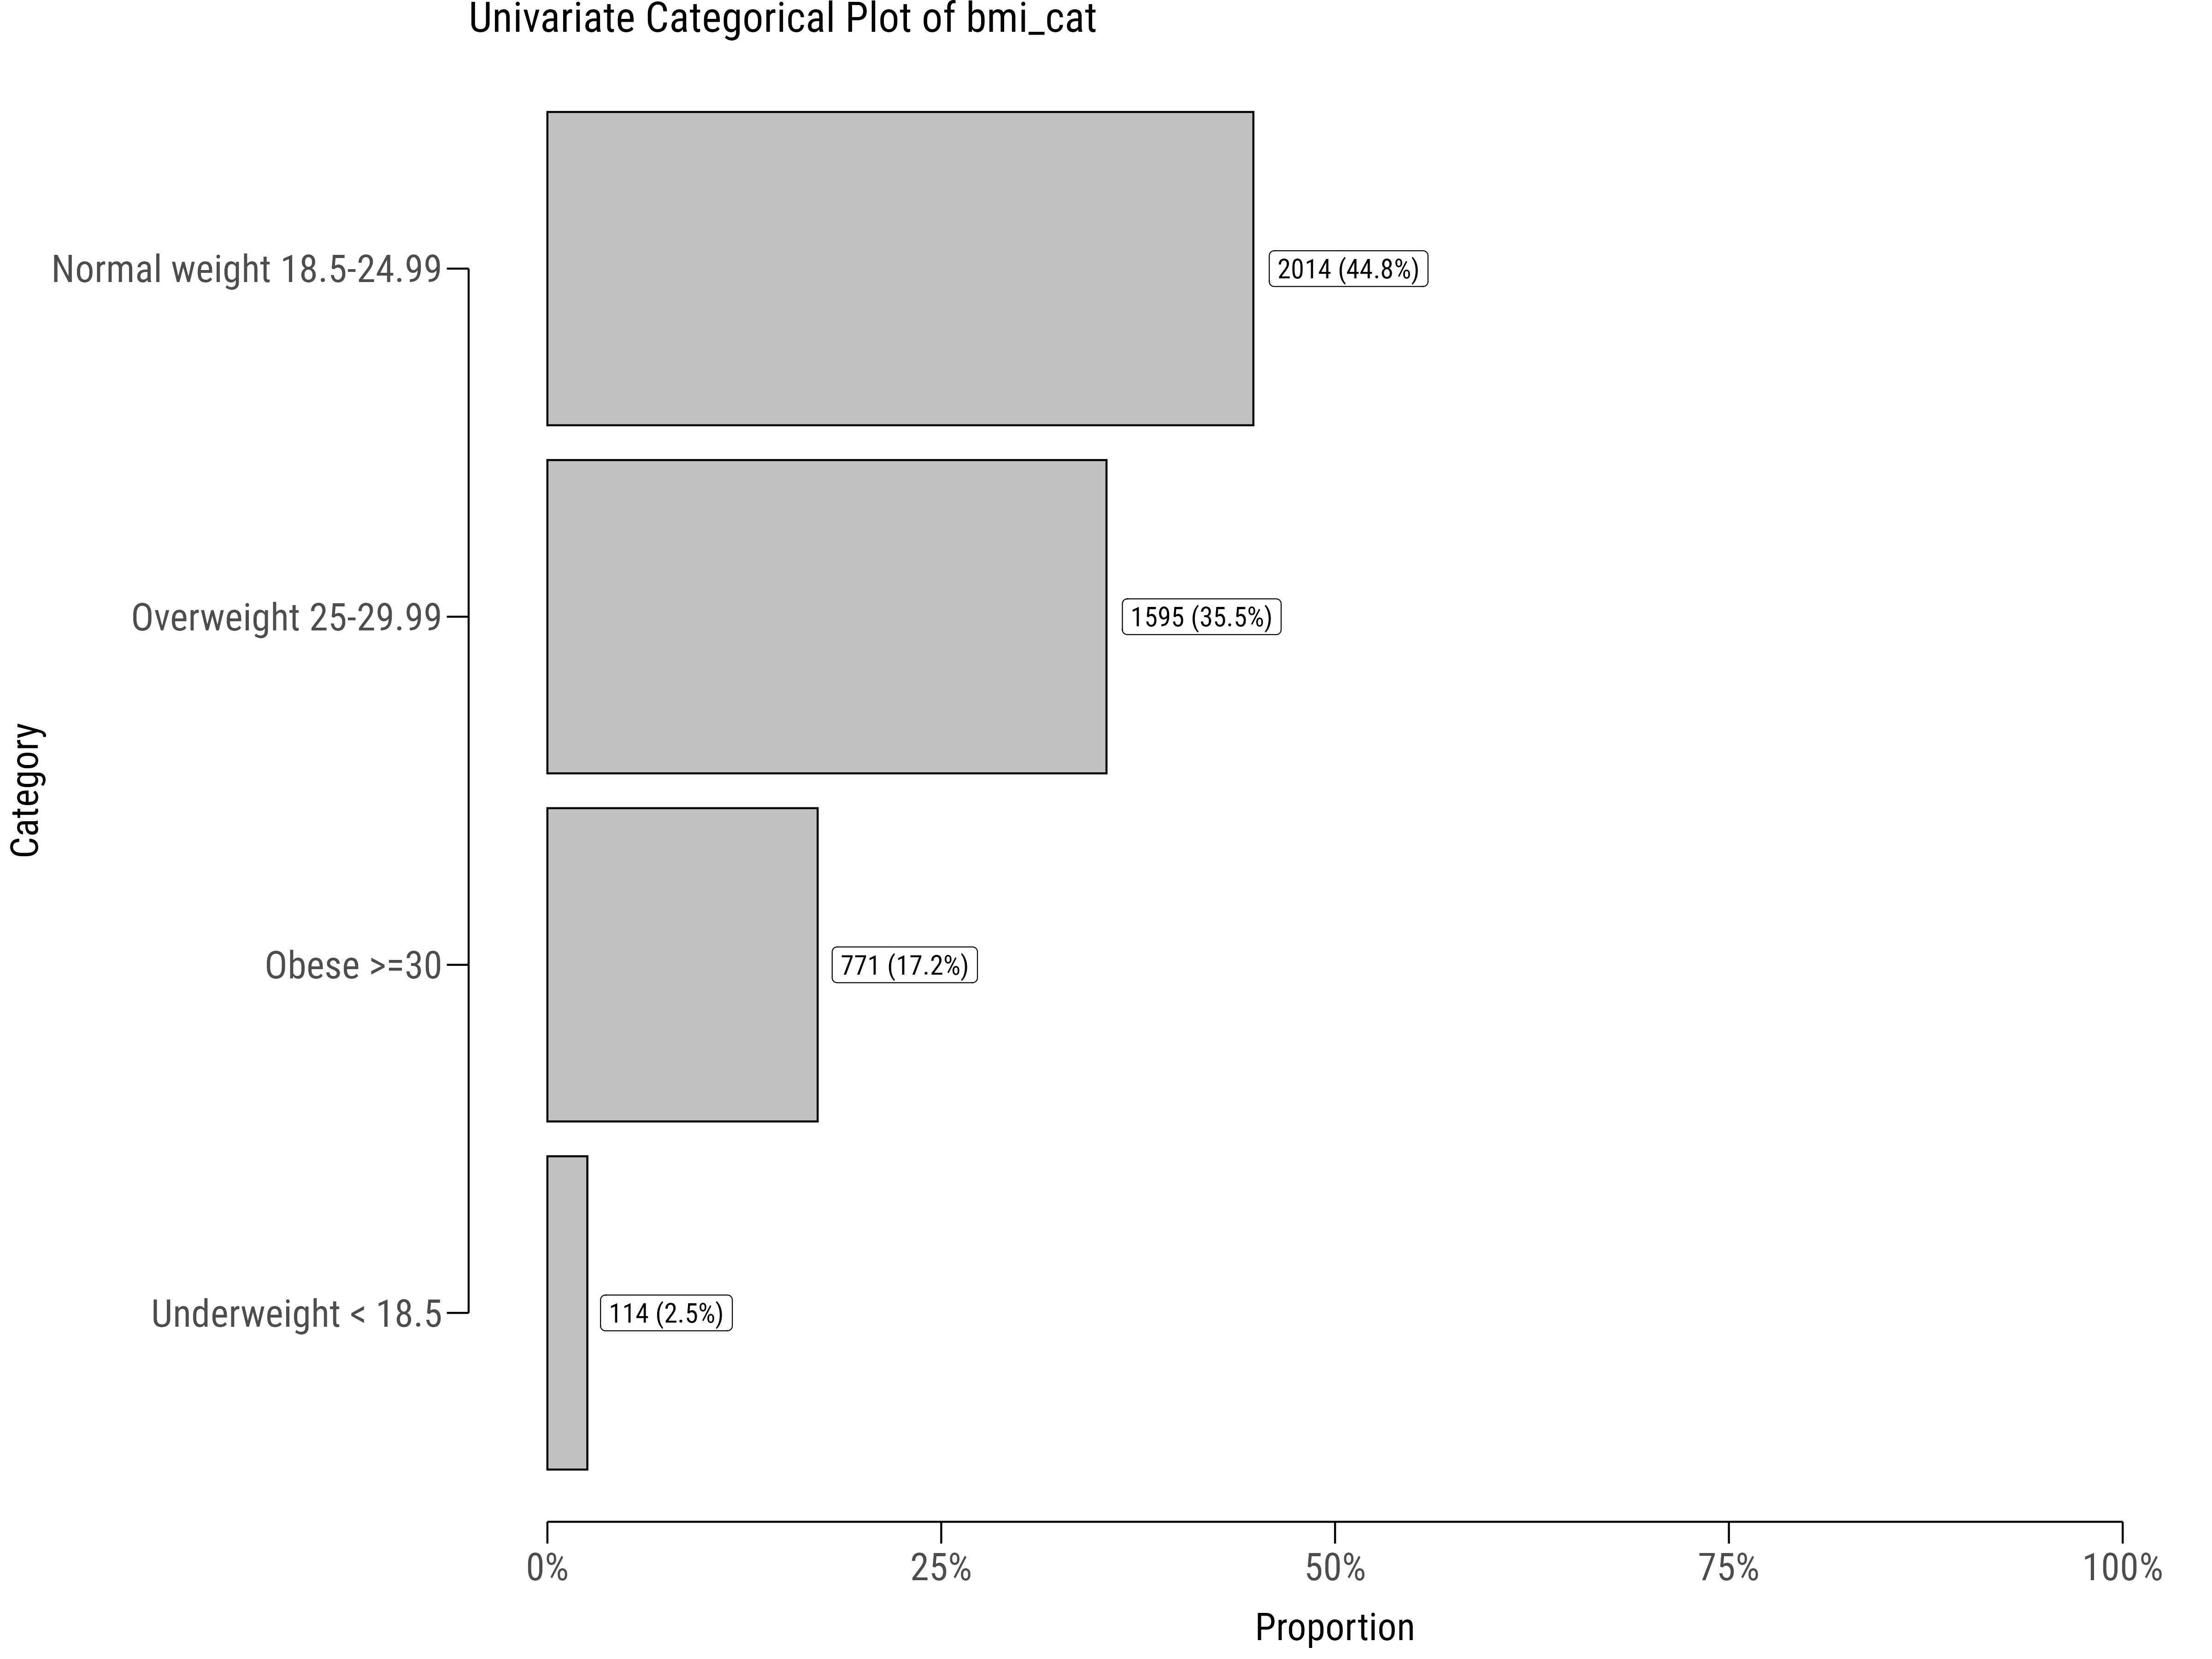 Univariate Categorical Plot of bmi_cat
Normal weight 18.5-24.99
2014 (44.8%)
Overweight 25-29.99
1595 (35.5%)
Category
Obese >=30
771 (17.2%)
Underweight < 18.5
114 (2.5%)
0% 25% 50% 75% 100%
Proportion